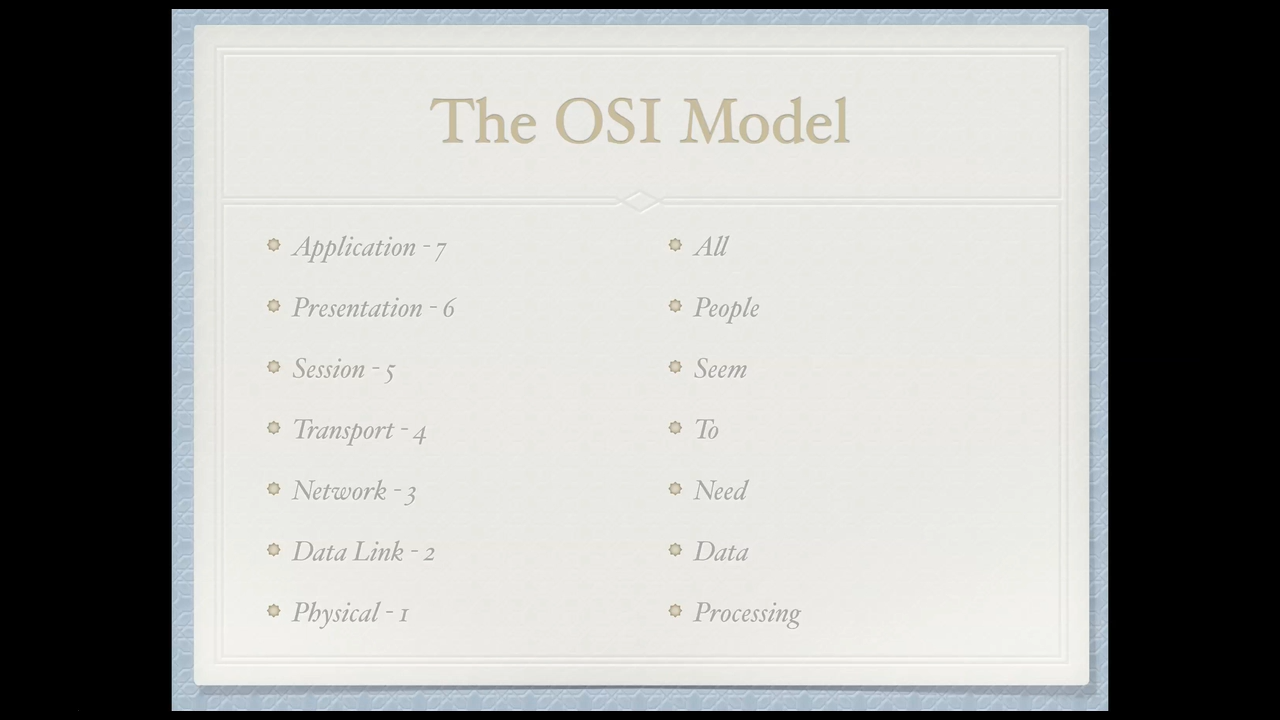 The OSI Model
Application - 7
Presentation - 6
Session - 5
Transport - 4
Network - 3
Data Link - 2
Physical - 1
All
People
Seem
To
Need
Data
Processing